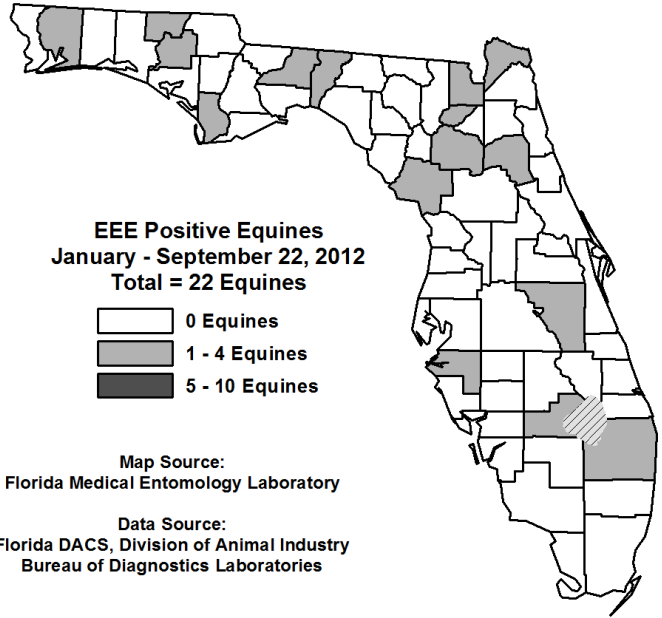 EEE Positive Equines
January - September 22, 2012
Total = 22 Equines
0 Equines
1 - 4 Equines
5 - 10 Equines
Map Source:
Florida Medical Entomology Laboratory
Data Source:
Florida DACS, Division of Animal Industry
Bureau of Diagnostics Laboratories